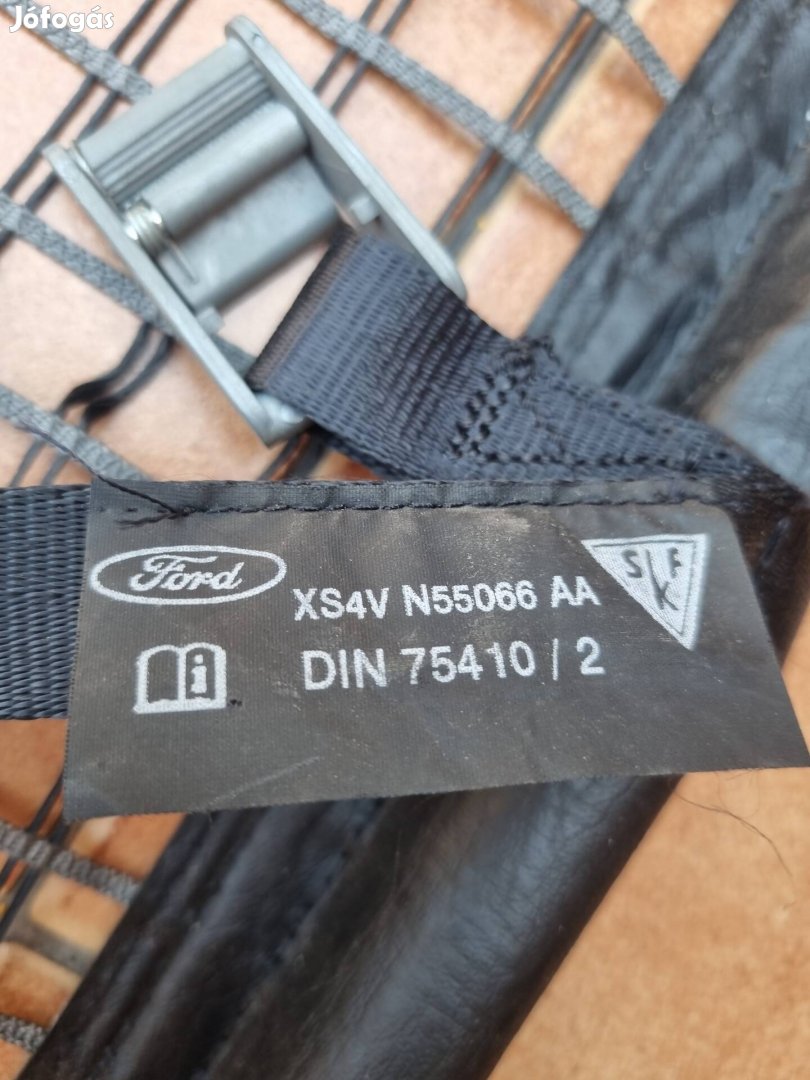 Jófogás
Ford
XS4V N55066 AA
DIN 75410 / 2
i
S F
K